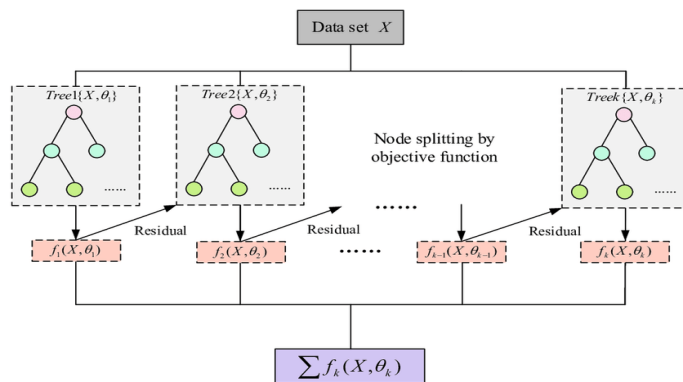 Data set X
Tree1{X,θ₁}
Tree2{X,θ₂}
Treek{X,θₖ}
Node splitting by
objective function
......
......
......
......
Residual
Residual
Residual
f₁(X,θ₁)
f₂(X,θ₂)
......
fₖ₋₁(X,θₖ₋₁)
fₖ(X,θₖ)
∑ fₖ(X,θₖ)